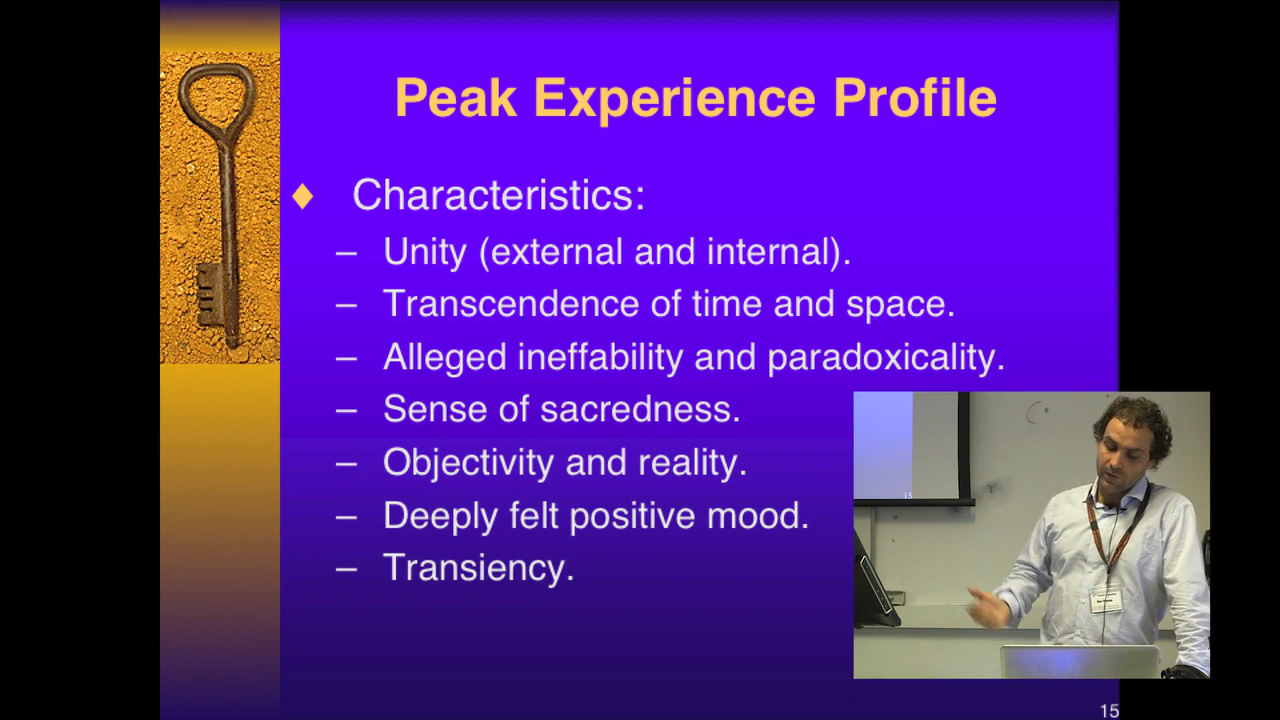 Peak Experience Profile
♦ Characteristics:
– Unity (external and internal).
– Transcendence of time and space.
– Alleged ineffability and paradoxicality.
– Sense of sacredness.
– Objectivity and reality.
– Deeply felt positive mood.
– Transiency.
15
15